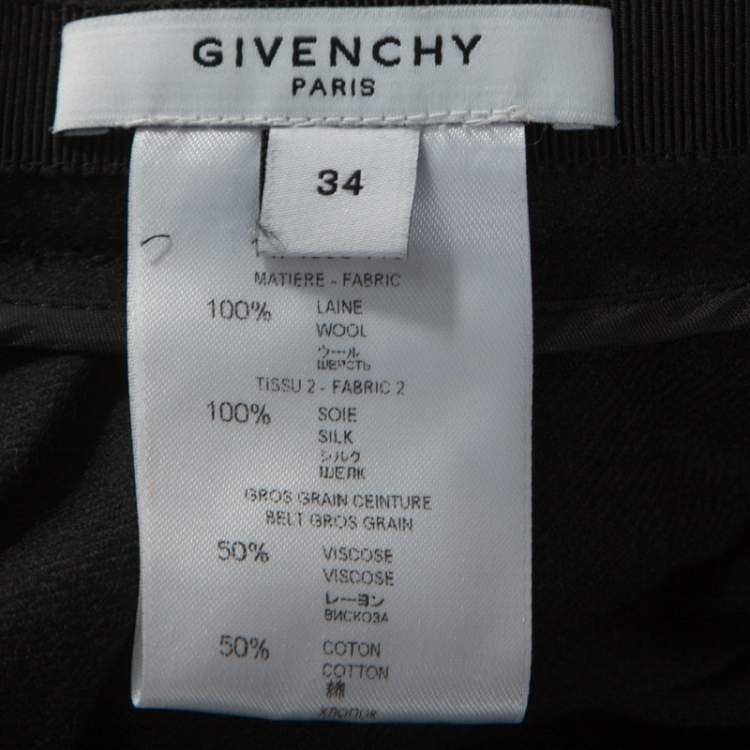 GIVENCHY
PARIS
34
MATIERE - FABRIC
100% LAINE
WOOL
ウール
ШЕРСТЬ
TISSU 2 - FABRIC 2
100% SOIE
SILK
シルク
ШЕЛК
GROS GRAIN CEINTURE
BELT GROS GRAIN
50% VISCOSE
VISCOSE
レーヨン
ВИСКОЗА
50% COTON
COTTON
綿
ХЛОПОК